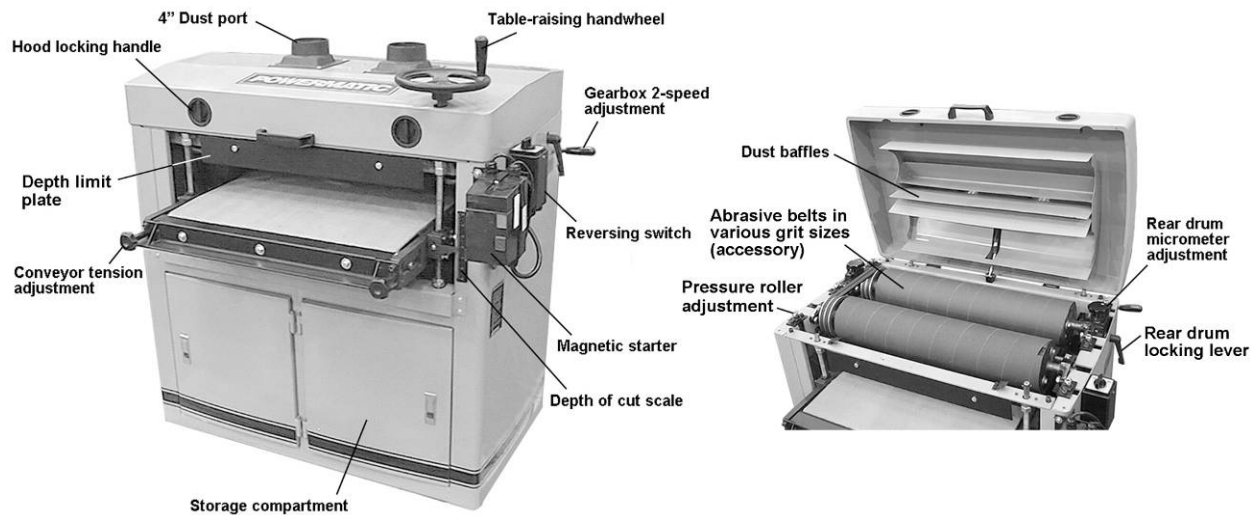 4” Dust port
Table-raising handwheel
Hood locking handle
POWERMATIC
Gearbox 2-speed
adjustment
Depth limit
plate
Reversing switch
Conveyor tension
adjustment
Magnetic starter
Depth of cut scale
Storage compartment
Dust baffles
Abrasive belts in
various grit sizes
(accessory)
Rear drum
micrometer
adjustment
Pressure roller
adjustment
Rear drum
locking lever